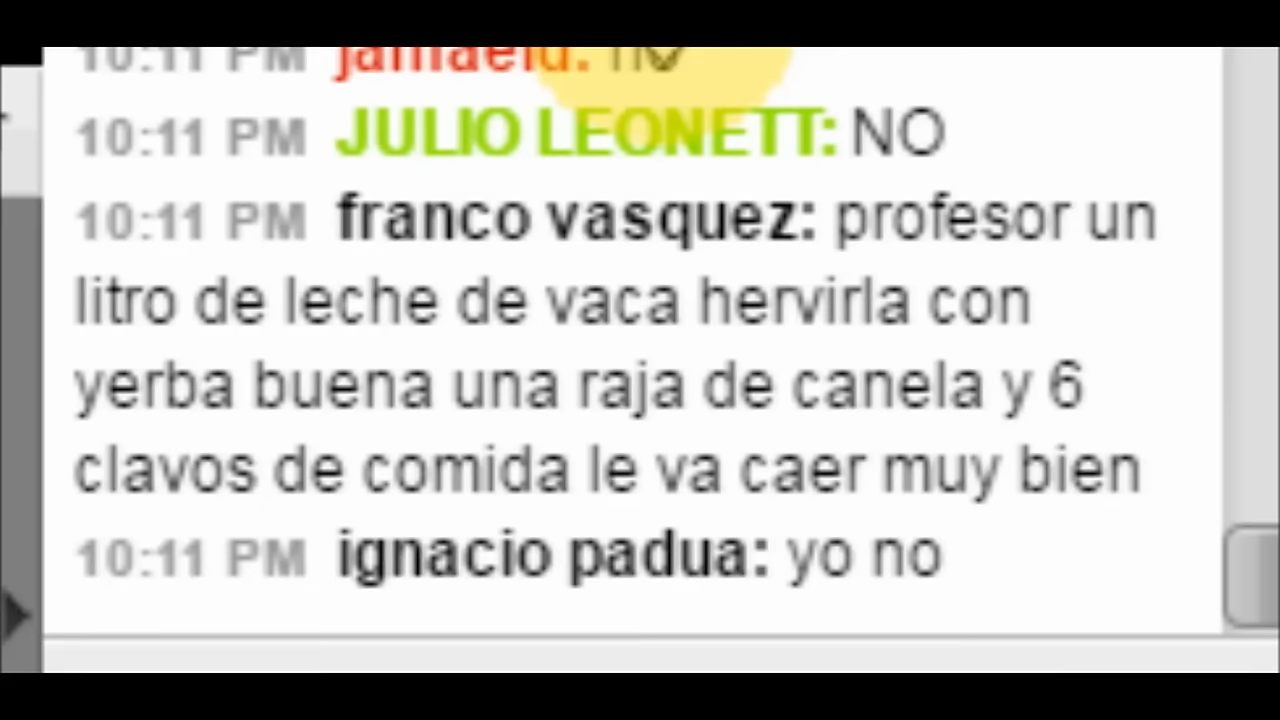 10:11 PM jamaeld: no
10:11 PM JULIO LEONETT: NO
10:11 PM franco vasquez: profesor un
litro de leche de vaca hervirla con
yerba buena una raja de canela y 6
clavos de comida le va caer muy bien
10:11 PM ignacio padua: yo no